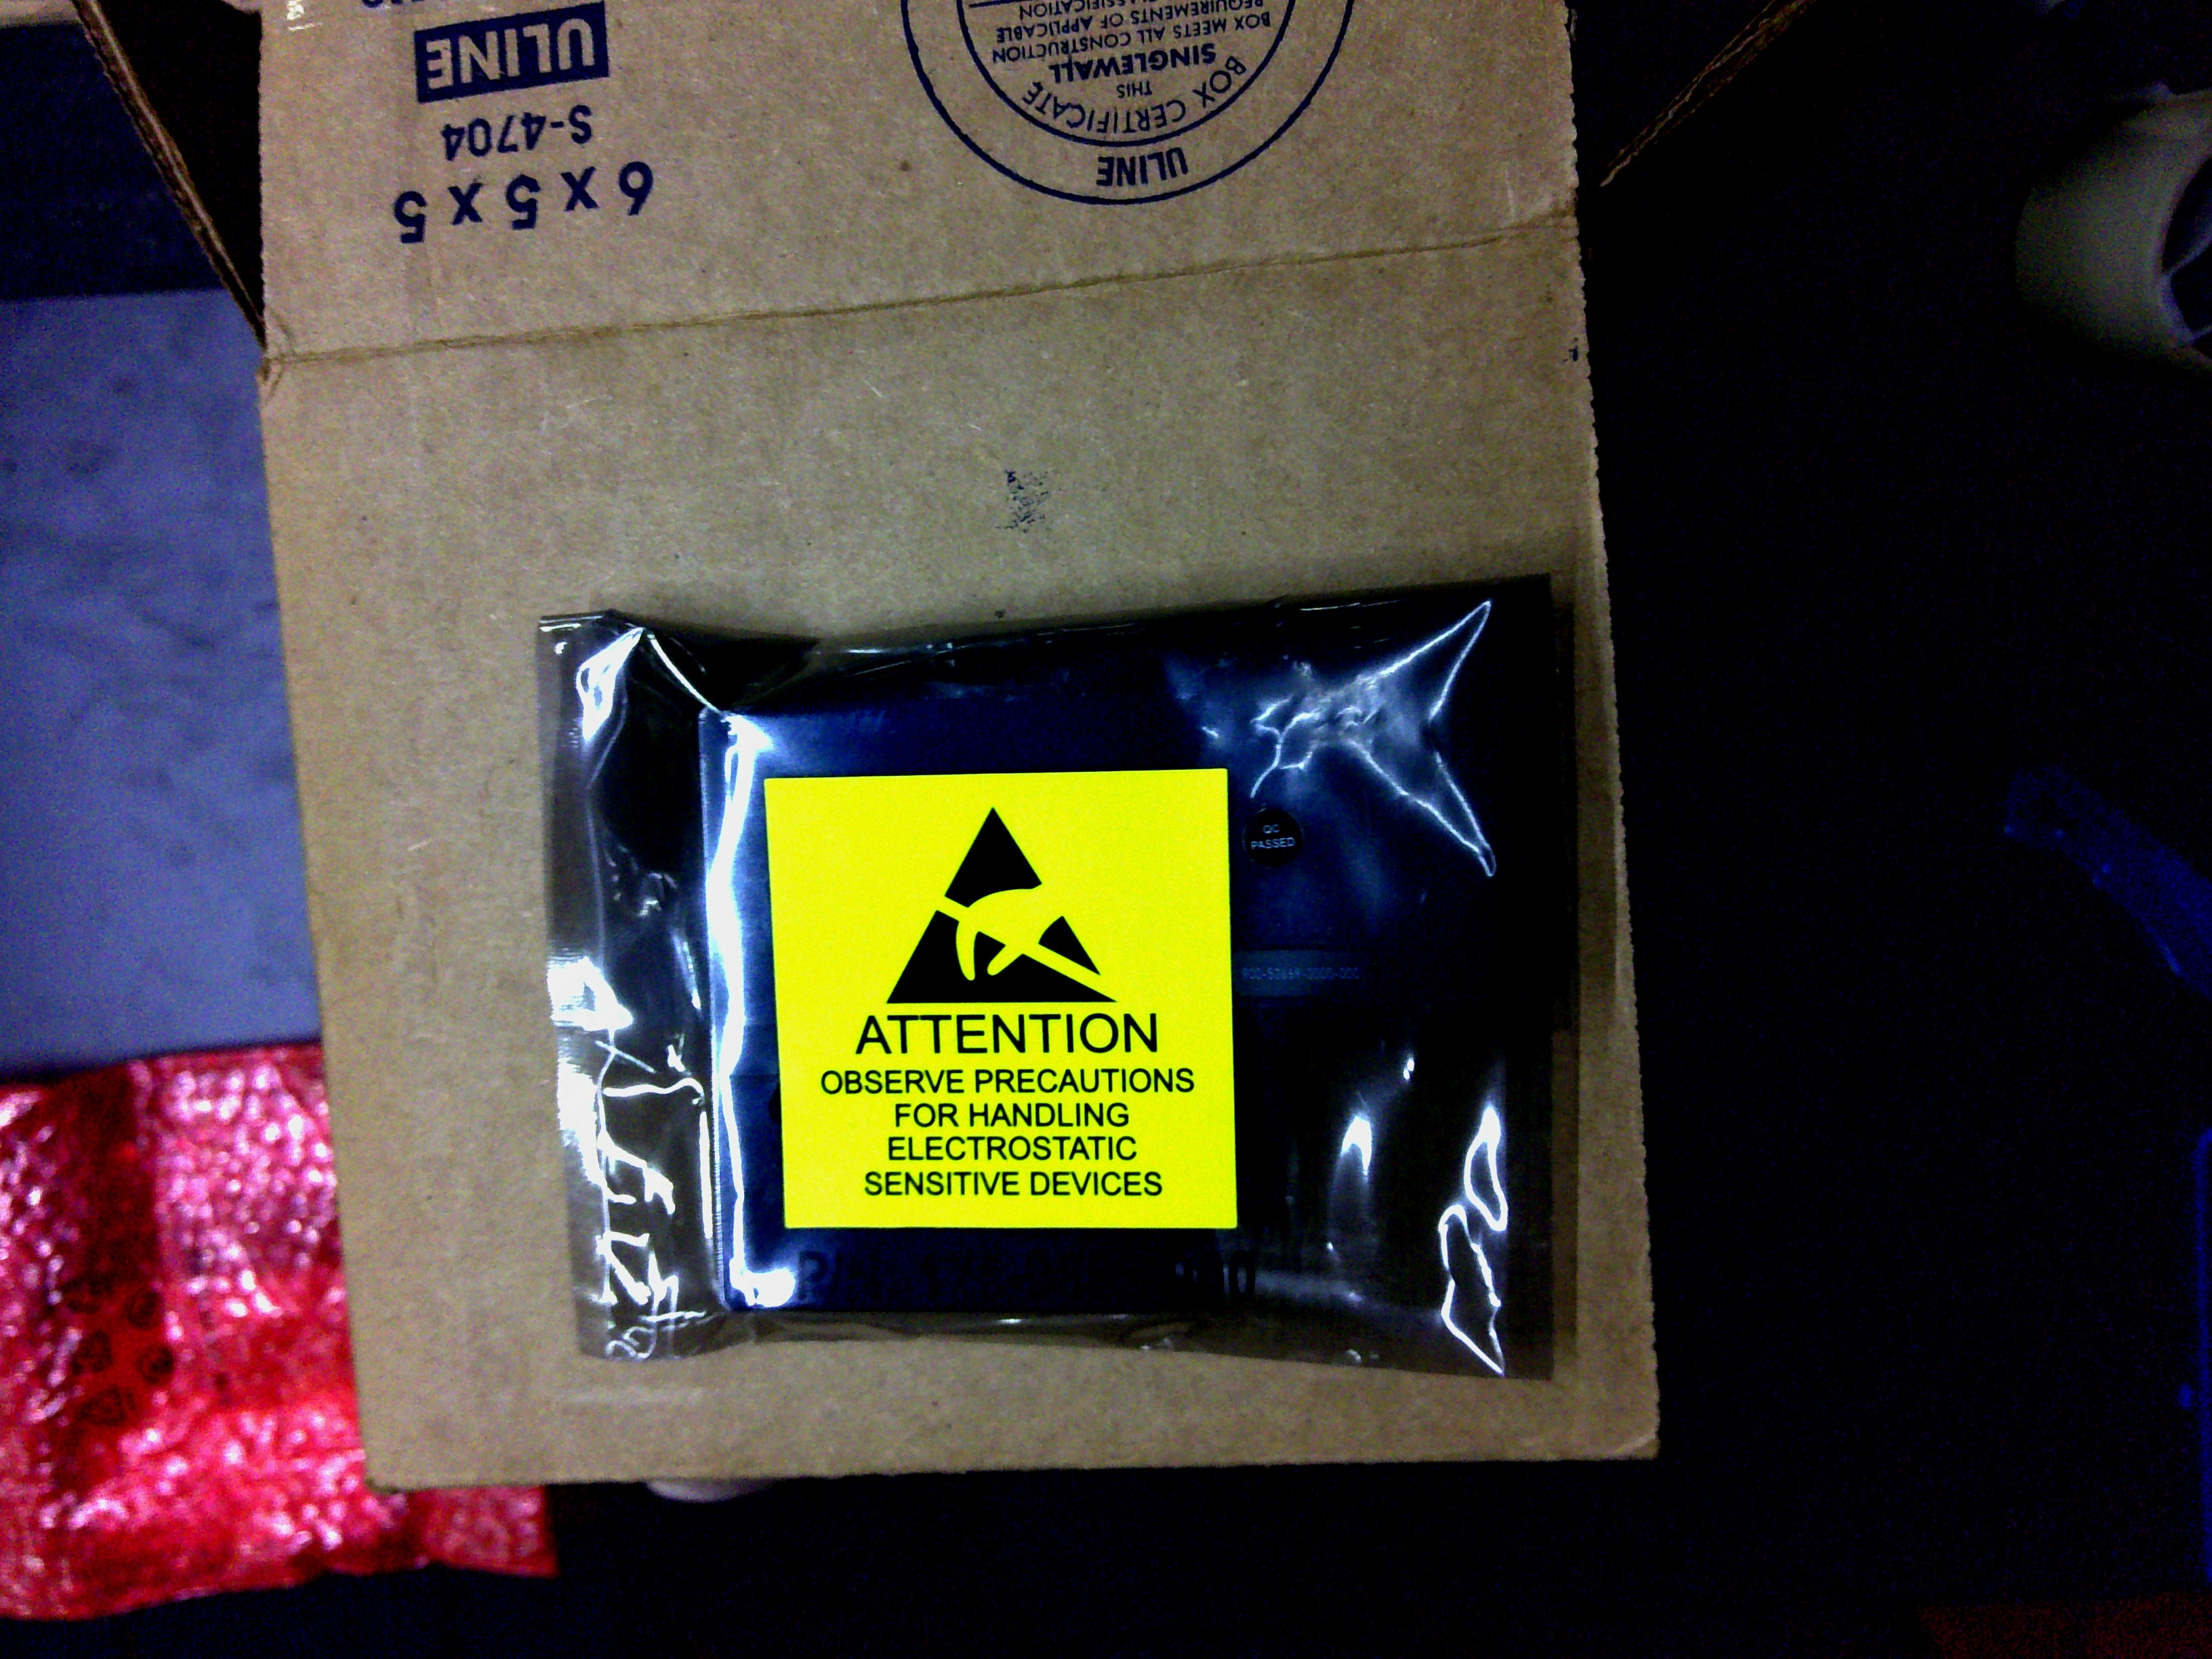 ULINE
S-4704
6 x 5 x 5
CLASSIFICATION
REQUIREMENTS OF APPLICABLE
BOX MEETS ALL CONSTRUCTION
SINGLEWALL
THIS
BOX CERTIFICATE
ULINE
QC
PASSED
ATTENTION
OBSERVE PRECAUTIONS
FOR HANDLING
ELECTROSTATIC
SENSITIVE DEVICES